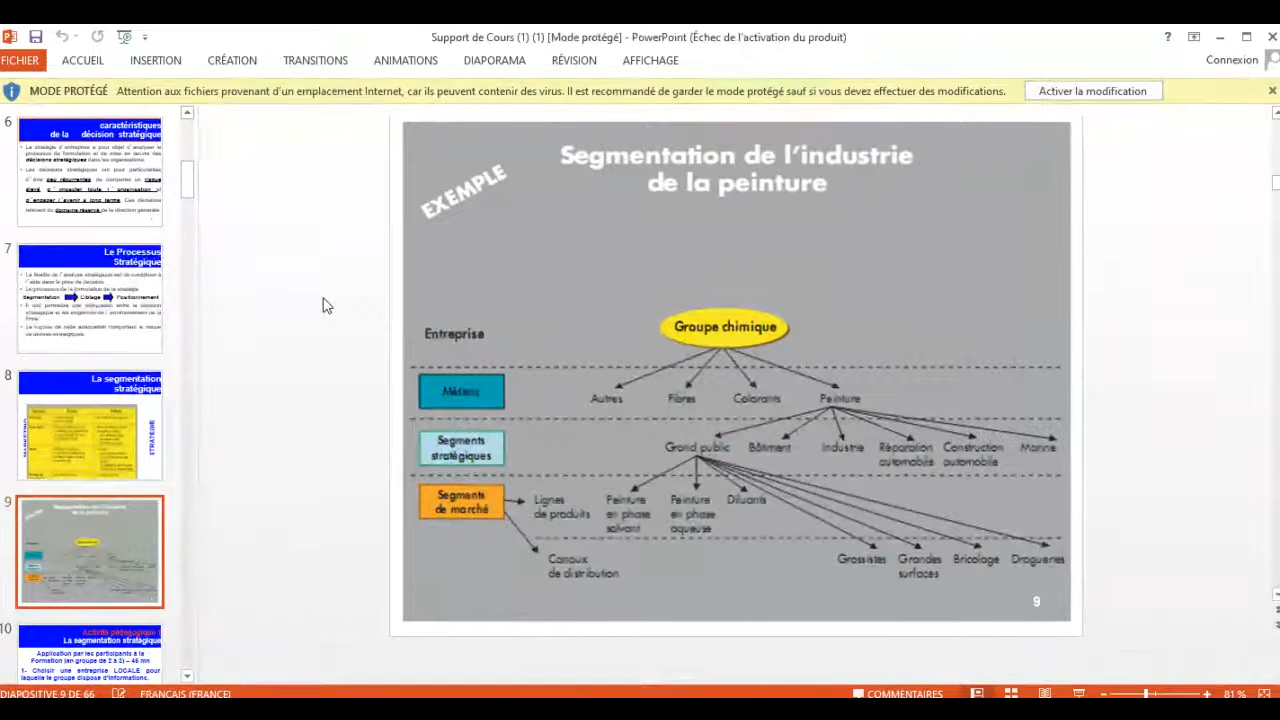 Support de Cours (1) (1) [Mode protégé] - PowerPoint (Échec de l'activation du produit)
FICHIER ACCUEIL INSERTION CRÉATION TRANSITIONS ANIMATIONS DIAPORAMA RÉVISION AFFICHAGE Connexion
MODE PROTÉGÉ Attention aux fichiers provenant d'un emplacement Internet, car ils peuvent contenir des virus. Il est recommandé de garder le mode protégé sauf si vous devez effectuer des modifications. Activer la modification
6
caractéristiques
de la décision stratégique
7
Le Processus
Stratégique
Segmentation Ciblage Positionnement
8
La segmentation
stratégique
STRATEGIE
9
10
Activité pédagogique
La segmentation stratégique
Application par les participants à la
Formation (en groupe de 2 à 3) – 45 mn
1- Choisir une entreprise LOCALE pour
laquelle le groupe dispose d'informations.
EXEMPLE
Segmentation de l'industrie
de la peinture
Entreprise
Groupe chimique
Métiers
Autres Fibres Colorants Peinture
Segments
stratégiques
Grand public Bâtiment Industrie Réparation automobile Construction automobile Marine
Segments
de marché
Lignes
de produits
Peinture
en phase
solvant
Peinture
en phase
aqueuse
Diluants
Canaux
de distribution
Grossistes Grandes surfaces Bricolage Drogueries
9
DIAPOSITIVE 9 DE 66 FRANÇAIS (FRANCE) COMMENTAIRES 81 %